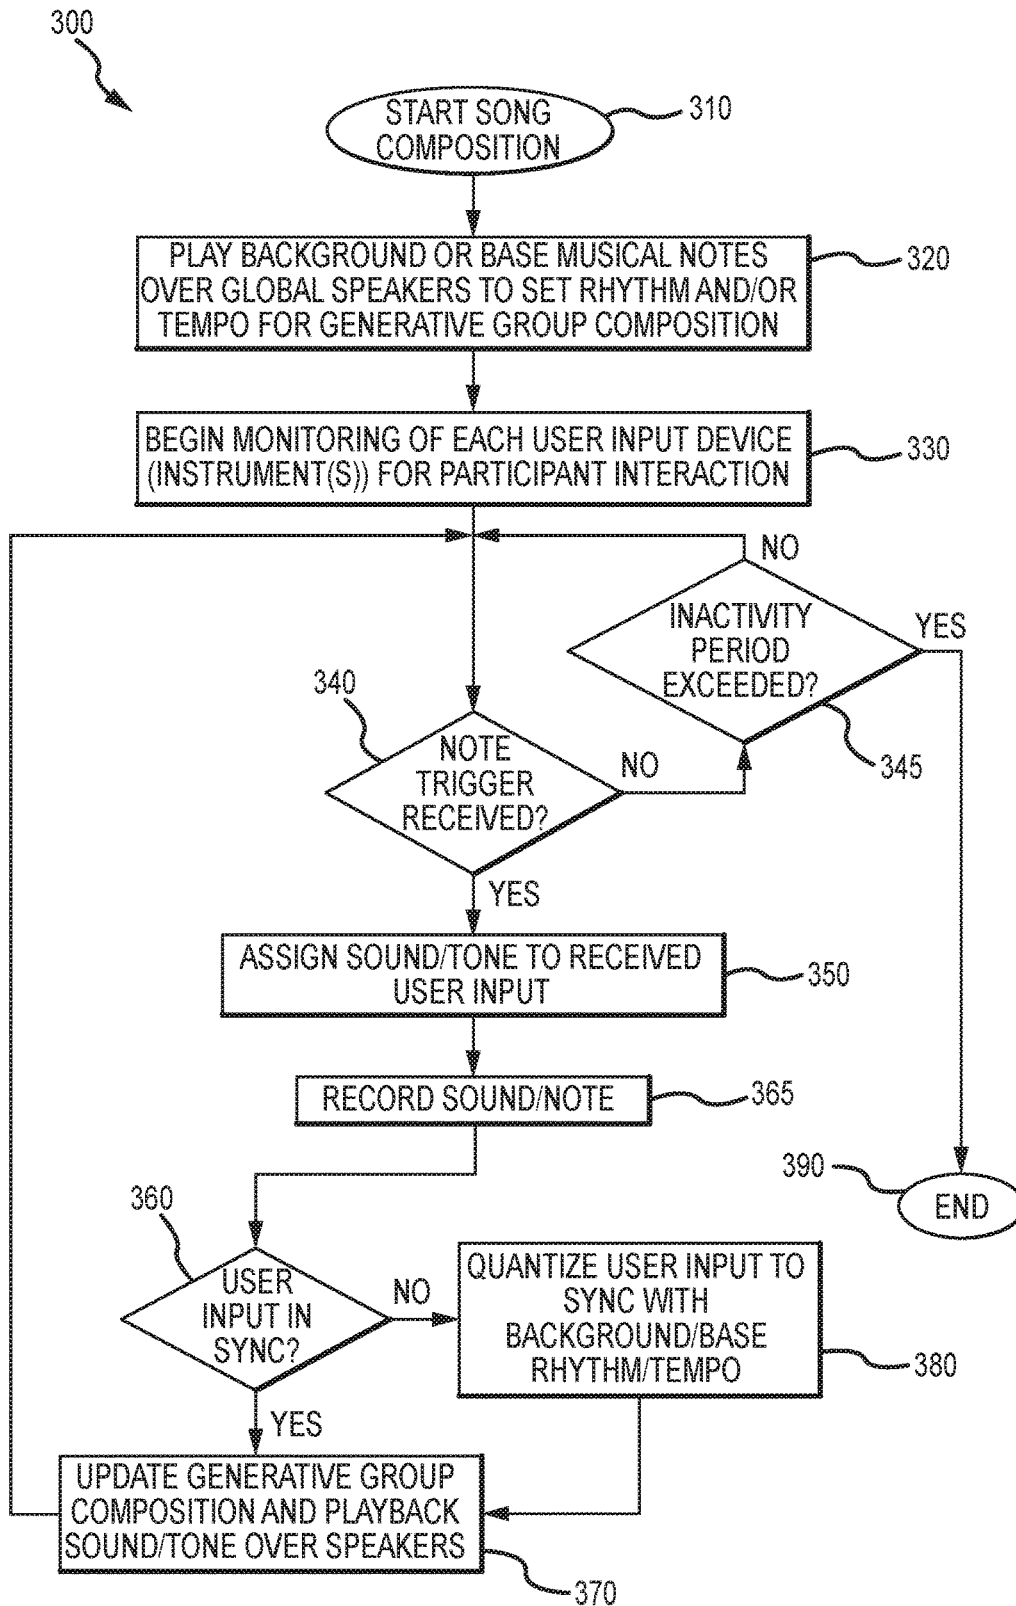 300
START SONG
COMPOSITION
310
PLAY BACKGROUND OR BASE MUSICAL NOTES
OVER GLOBAL SPEAKERS TO SET RHYTHM AND/OR
TEMPO FOR GENERATIVE GROUP COMPOSITION
320
BEGIN MONITORING OF EACH USER INPUT DEVICE
(INSTRUMENT(S)) FOR PARTICIPANT INTERACTION
330
NO
INACTIVITY
PERIOD
EXCEEDED?
YES
345
340
NOTE
TRIGGER
RECEIVED?
NO
YES
ASSIGN SOUND/TONE TO RECEIVED
USER INPUT
350
RECORD SOUND/NOTE
365
390
END
360
USER
INPUT IN
SYNC?
NO
YES
QUANTIZE USER INPUT TO
SYNC WITH
BACKGROUND/BASE
RHYTHM/TEMPO
380
UPDATE GENERATIVE GROUP
COMPOSITION AND PLAYBACK
SOUND/TONE OVER SPEAKERS
370